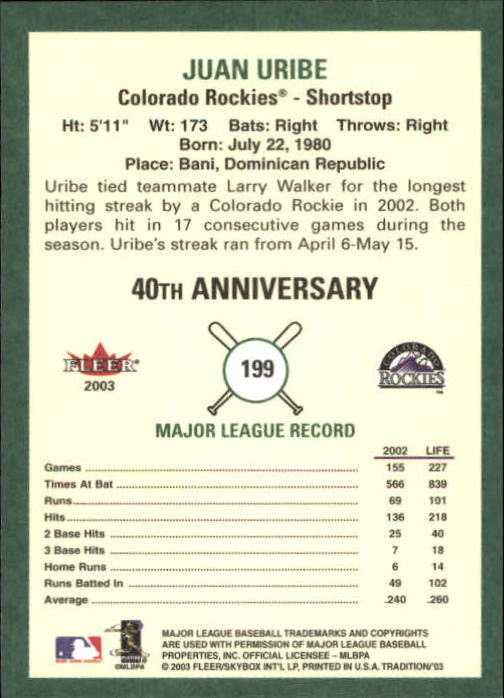 JUAN URIBE
Colorado Rockies® - Shortstop
Ht: 5'11" Wt: 173 Bats: Right Throws: Right
Born: July 22, 1980
Place: Bani, Dominican Republic
Uribe tied teammate Larry Walker for the longest
hitting streak by a Colorado Rockie in 2002. Both
players hit in 17 consecutive games during the
season. Uribe's streak ran from April 6-May 15.
40TH ANNIVERSARY
FLEER®
2003
199
COLORADO
ROCKIES
MAJOR LEAGUE RECORD
2002 LIFE
Games 155 227
Times At Bat 566 839
Runs 69 101
Hits 136 218
2 Base Hits 25 40
3 Base Hits 7 18
Home Runs 6 14
Runs Batted In 49 102
Average .240 .260
©MLBPA
MAJOR LEAGUE BASEBALL TRADEMARKS AND COPYRIGHTS
ARE USED WITH PERMISSION OF MAJOR LEAGUE BASEBALL
PROPERTIES, INC. OFFICIAL LICENSEE - MLBPA
© 2003 FLEER/SKYBOX INT'L LP, PRINTED IN U.S.A. TRADITION/'03